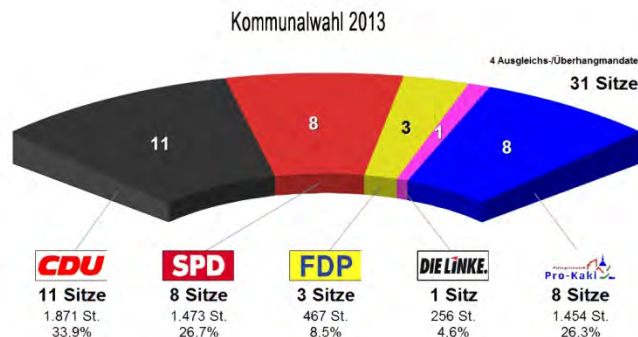 Kommunalwahl 2013
4 Ausgleichs-/Überhangmandate
31 Sitze
11
8
3
1
8
CDU
SPD
FDP
DIE LINKE.
Pro-Kaki
11 Sitze
8 Sitze
3 Sitze
1 Sitz
8 Sitze
1.871 St.
1.473 St.
467 St.
256 St.
1.454 St.
33.9%
26.7%
8.5%
4.6%
26.3%